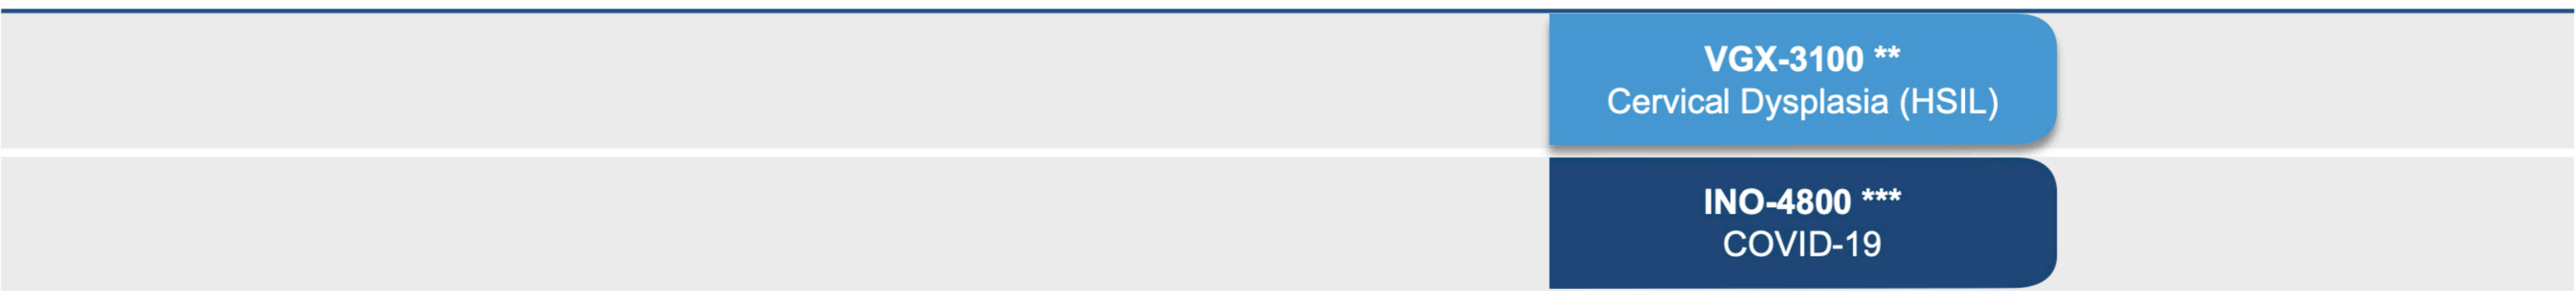 VGX-3100 **
Cervical Dysplasia (HSIL)
INO-4800 ***
COVID-19